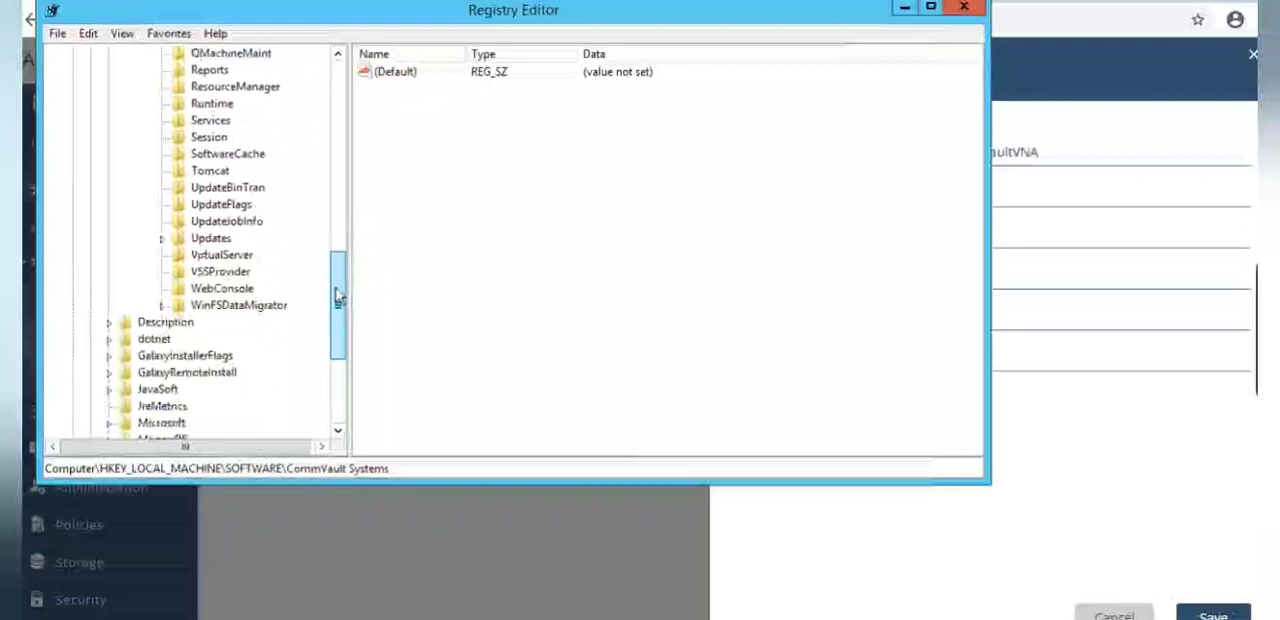 Registry Editor
File Edit View Favorites Help
QMachineMaint
Reports
ResourceManager
Runtime
Services
Session
SoftwareCache
Tomcat
UpdateBinTran
UpdateFlags
UpdateJobInfo
Updates
VirtualServer
VSSProvider
WebConsole
WinFSDataMigrator
Description
dotnet
GalaxyInstallerFlags
GalaxyRemoteInstall
JavaSoft
JreMetrics
Microsoft
Name Type Data
(Default) REG_SZ (value not set)
Computer\HKEY_LOCAL_MACHINE\SOFTWARE\CommVault Systems
aultVNA
Administration
Policies
Storage
Security
Cancel Save